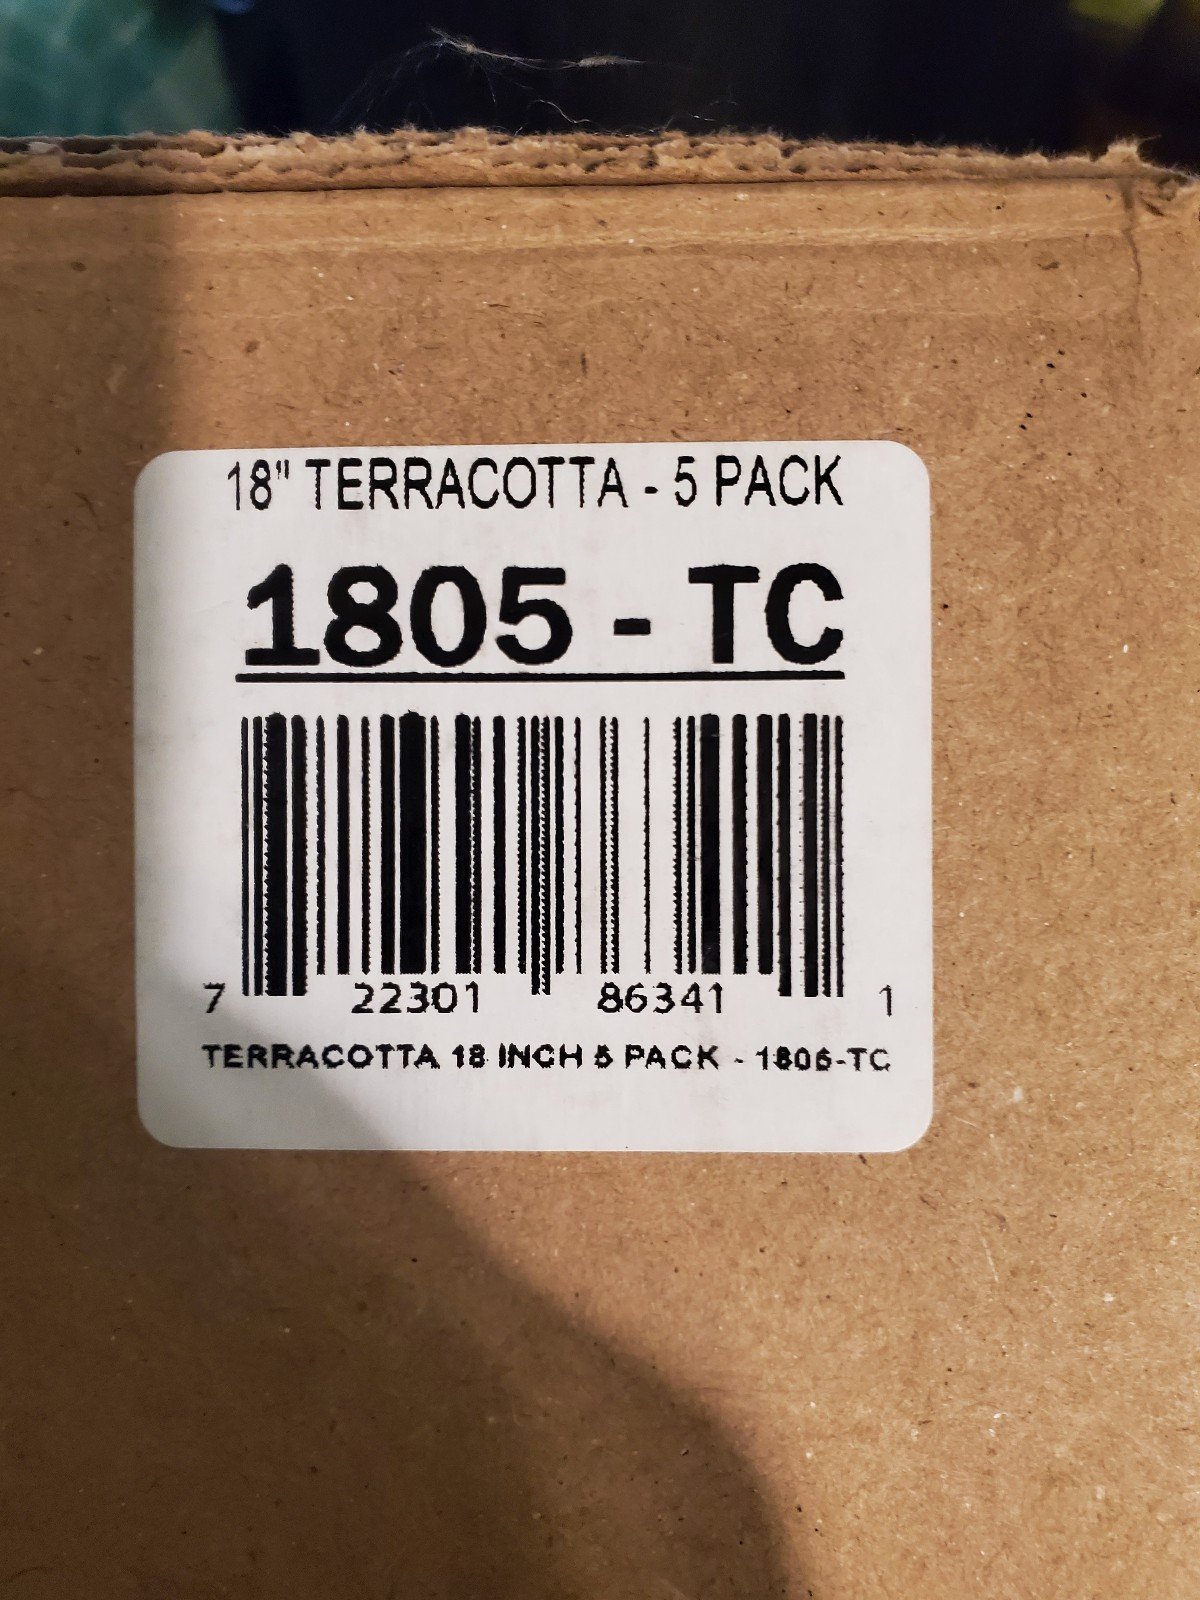 18" TERRACOTTA - 5 PACK
1805 - TC
7 22301 86341 1
TERRACOTTA 18 INCH 5 PACK - 1805-TC